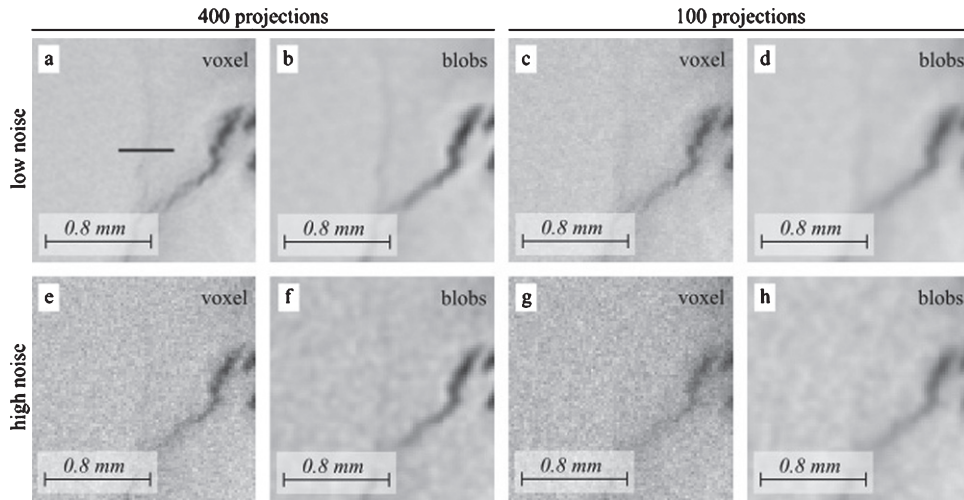 400 projections
100 projections
low noise
a voxel
b blobs
c voxel
d blobs
0.8 mm
0.8 mm
0.8 mm
0.8 mm
high noise
e voxel
f blobs
g voxel
h blobs
0.8 mm
0.8 mm
0.8 mm
0.8 mm